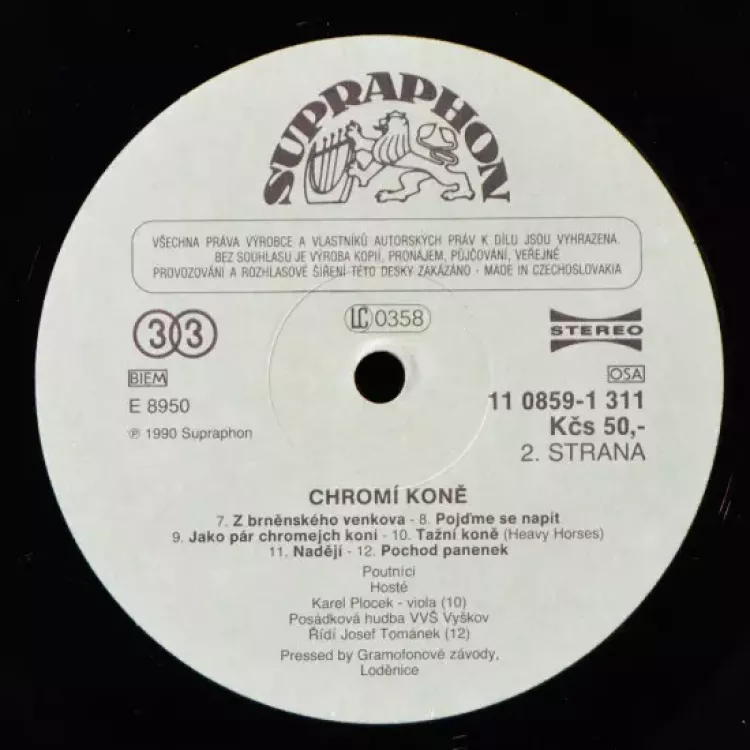 SUPRAPHON
VŠECHNA PRÁVA VÝROBCE A VLASTNÍKŮ AUTORSKÝCH PRÁV K DÍLU JSOU VYHRAZENA.
BEZ SOUHLASU JE VÝROBA KOPIÍ, PRONÁJEM, PŮJČOVÁNÍ, VEŘEJNÉ
PROVOZOVÁNÍ A ROZHLASOVÉ ŠÍŘENÍ TÉTO DESKY ZAKÁZÁNO - MADE IN CZECHOSLOVAKIA
33
LC 0358
STEREO
BIEM
OSA
E 8950
11 0859-1 311
℗ 1990 Supraphon
Kčs 50,-
2. STRANA
CHROMÍ KONĚ
7. Z brněnského venkova - 8. Pojďme se napít
9. Jako pár chromejch koní - 10. Tažní koně (Heavy Horses)
11. Nadějí - 12. Pochod panenek
Poutníci
Hosté
Karel Plocek - viola (10)
Posádková hudba VVŠ Vyškov
Řídí Josef Tománek (12)
Pressed by Gramofonové závody,
Loděnice